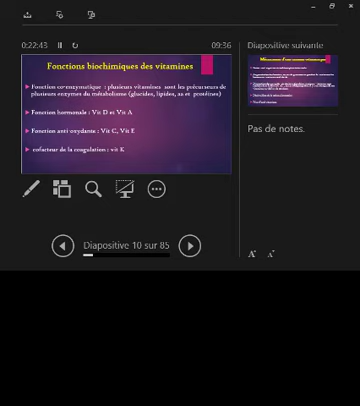 0:22:43
09:36
Diapositive suivante
Fonctions biochimiques des vitamines
Fonction co-enzymatique : plusieurs vitamines sont les précurseurs de
plusieurs enzymes du métabolisme (glucides, lipides, aa et protéines)
Fonction hormonale : Vit D et Vit A
Fonction anti oxydante : Vit C, Vit E
cofacteur de la coagulation : vit K
Pas de notes.
Diapositive 10 sur 85